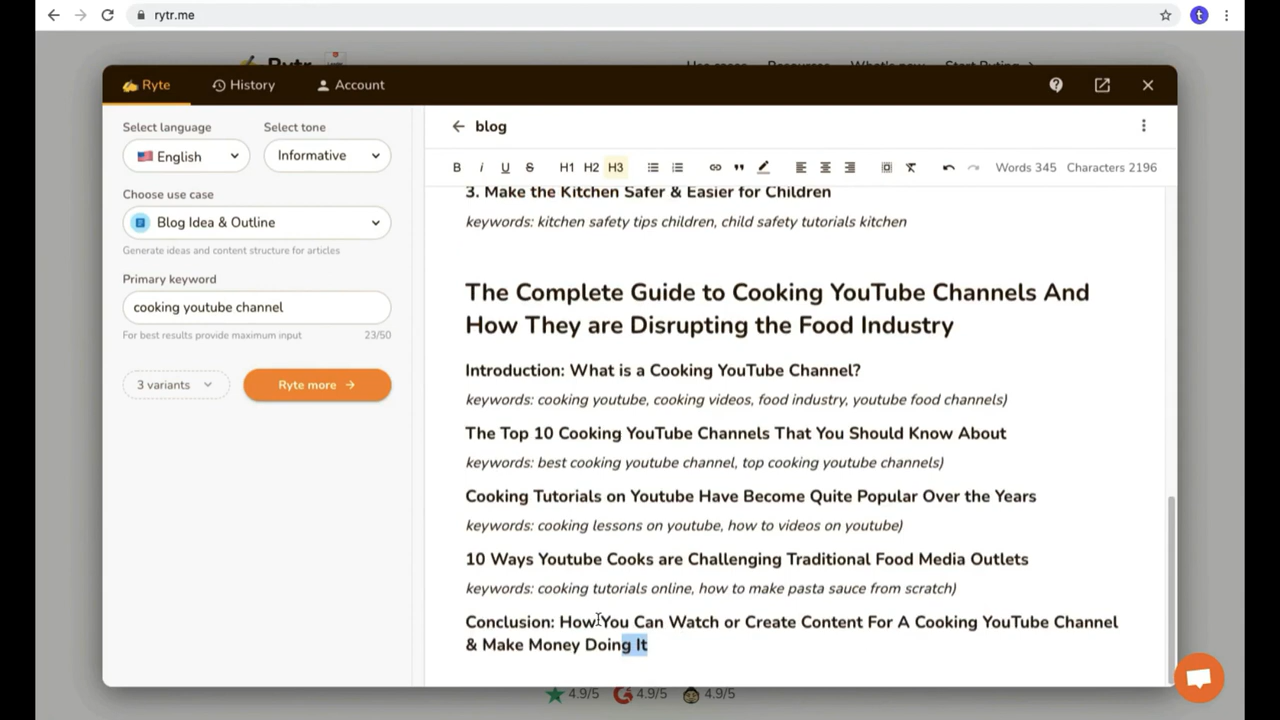 rytr.me
t
Rytr
Use cases Resources What's new Start Ryting
Ryte History Account
Select language Select tone
English Informative
Choose use case
Blog Idea & Outline
Generate ideas and content structure for articles
Primary keyword
cooking youtube channel
For best results provide maximum input 23/50
3 variants Ryte more →
blog
B i U S H1 H2 H3 Words 345 Characters 2196
3. Make the Kitchen Safer & Easier for Children
keywords: kitchen safety tips children, child safety tutorials kitchen
The Complete Guide to Cooking YouTube Channels And
How They are Disrupting the Food Industry
Introduction: What is a Cooking YouTube Channel?
keywords: cooking youtube, cooking videos, food industry, youtube food channels)
The Top 10 Cooking YouTube Channels That You Should Know About
keywords: best cooking youtube channel, top cooking youtube channels)
Cooking Tutorials on Youtube Have Become Quite Popular Over the Years
keywords: cooking lessons on youtube, how to videos on youtube)
10 Ways Youtube Cooks are Challenging Traditional Food Media Outlets
keywords: cooking tutorials online, how to make pasta sauce from scratch)
Conclusion: How You Can Watch or Create Content For A Cooking YouTube Channel
& Make Money Doing It
4.9/5 4.9/5 4.9/5